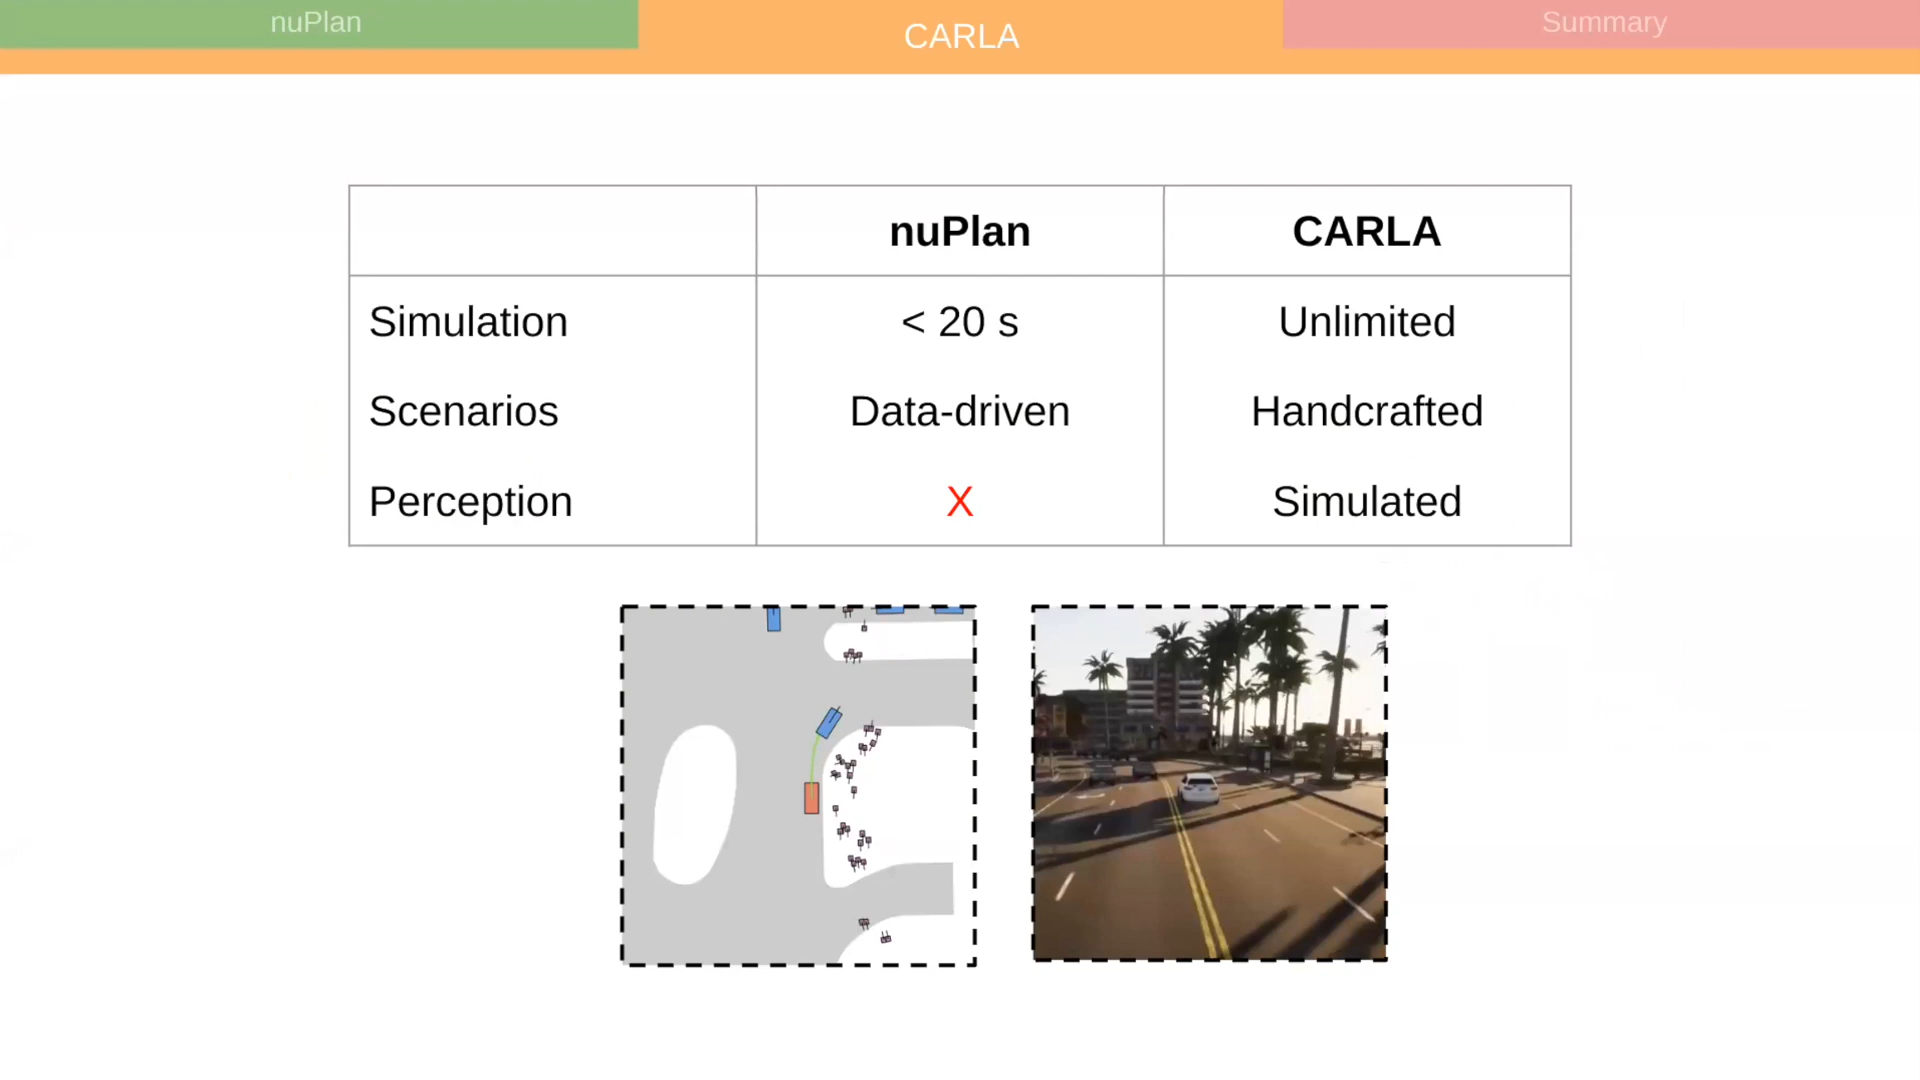 nuPlan
CARLA
Summary
nuPlan CARLA
Simulation < 20 s Unlimited
Scenarios Data-driven Handcrafted
Perception X Simulated